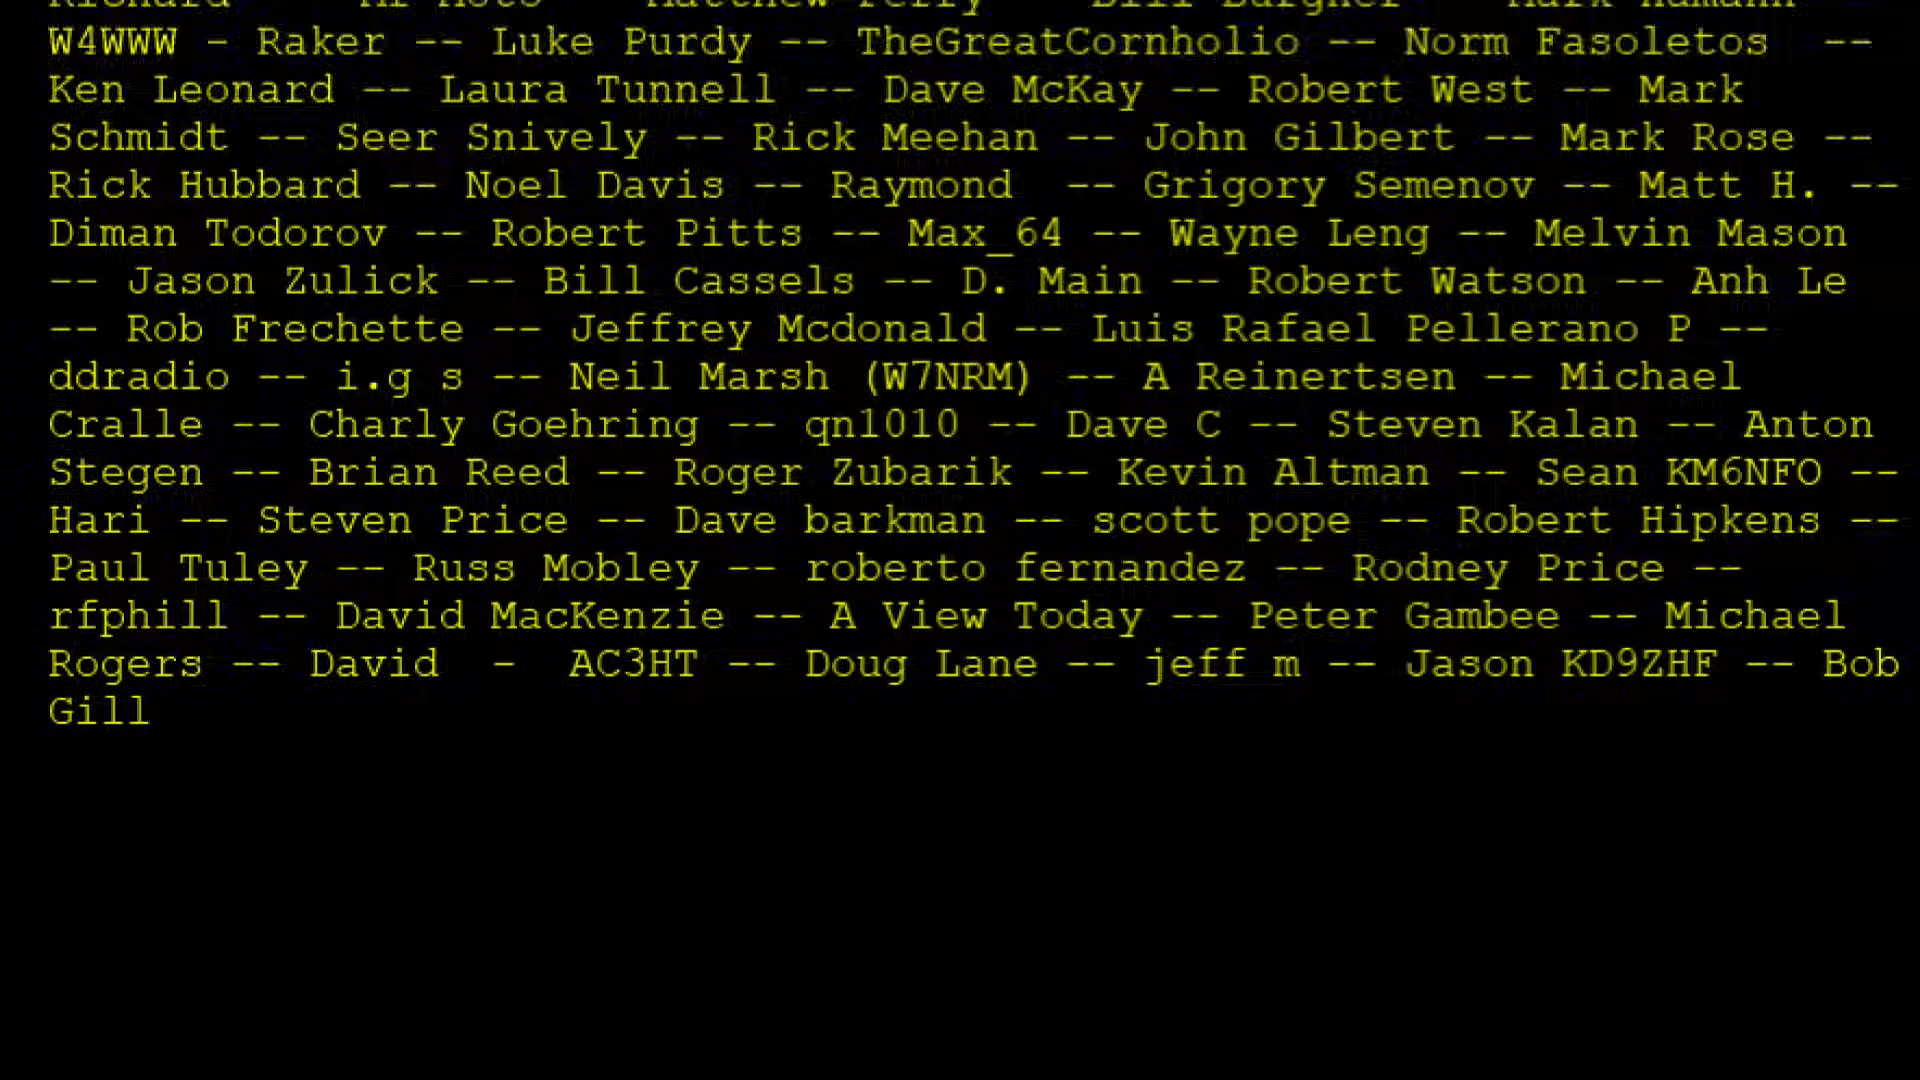 W4WWW - Raker -- Luke Purdy -- TheGreatCornholio -- Norm Fasoletos  --
Ken Leonard -- Laura Tunnell -- Dave McKay -- Robert West -- Mark
Schmidt -- Seer Snively -- Rick Meehan -- John Gilbert -- Mark Rose --
Rick Hubbard -- Noel Davis -- Raymond  -- Grigory Semenov -- Matt H. --
Diman Todorov -- Robert Pitts -- Max_64 -- Wayne Leng -- Melvin Mason
-- Jason Zulick -- Bill Cassels -- D. Main -- Robert Watson -- Anh Le
-- Rob Frechette -- Jeffrey Mcdonald -- Luis Rafael Pellerano P --
ddradio -- i.g s -- Neil Marsh (W7NRM) -- A Reinertsen -- Michael
Cralle -- Charly Goehring -- qn1010 -- Dave C -- Steven Kalan -- Anton
Stegen -- Brian Reed -- Roger Zubarik -- Kevin Altman -- Sean KM6NFO --
Hari -- Steven Price -- Dave barkman -- scott pope -- Robert Hipkens --
Paul Tuley -- Russ Mobley -- roberto fernandez -- Rodney Price --
rfphill -- David MacKenzie -- A View Today -- Peter Gambee -- Michael
Rogers -- David  -  AC3HT -- Doug Lane -- jeff m -- Jason KD9ZHF -- Bob
Gill